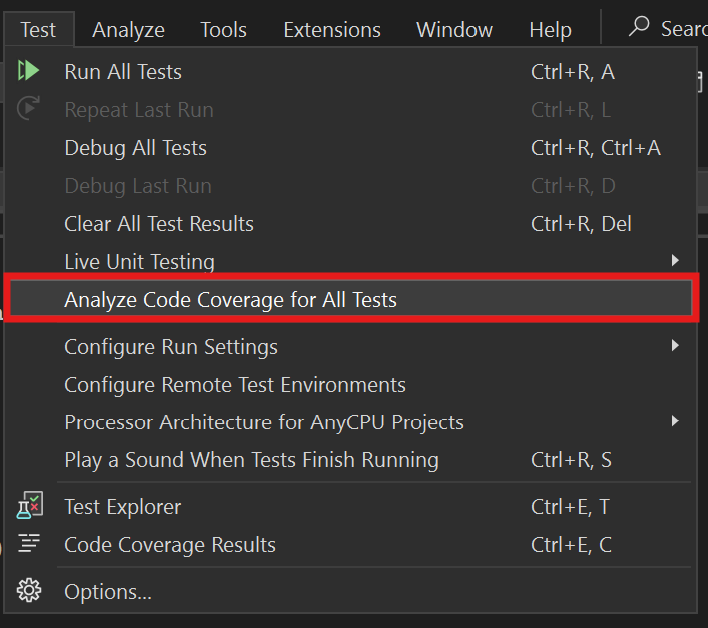 Test Analyze Tools Extensions Window Help
Run All Tests Ctrl+R, A
Repeat Last Run Ctrl+R, L
Debug All Tests Ctrl+R, Ctrl+A
Debug Last Run Ctrl+R, D
Clear All Test Results Ctrl+R, Del
Live Unit Testing
Analyze Code Coverage for All Tests
Configure Run Settings
Configure Remote Test Environments
Processor Architecture for AnyCPU Projects
Play a Sound When Tests Finish Running Ctrl+R, S
Test Explorer Ctrl+E, T
Code Coverage Results Ctrl+E, C
Options...